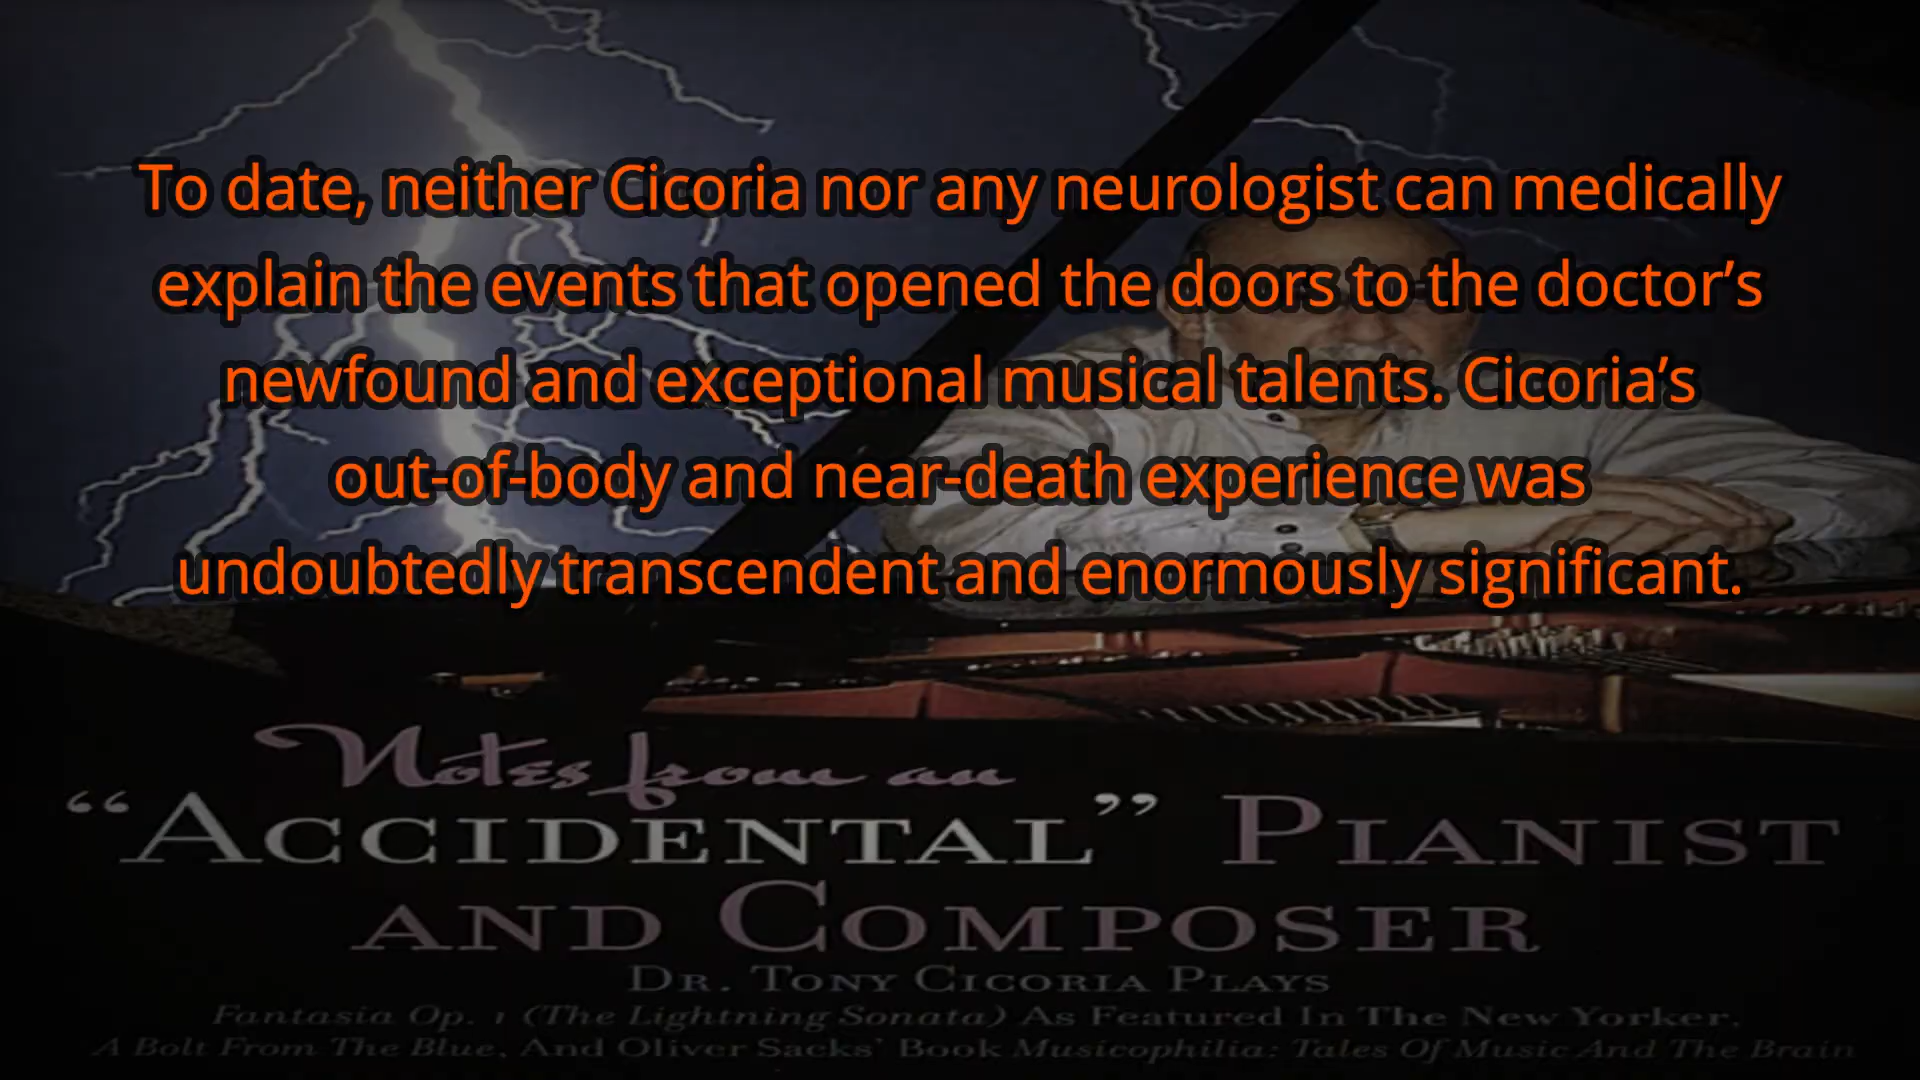 To date, neither Cicoria nor any neurologist can medically
explain the events that opened the doors to the doctor’s
newfound and exceptional musical talents. Cicoria’s
out-of-body and near-death experience was
undoubtedly transcendent and enormously significant.
Notes from an
“ACCIDENTAL” PIANIST
AND COMPOSER
DR. TONY CICORIA PLAYS
Fantasia Op. 1 (The Lightning Sonata) As Featured In The New Yorker.
A Bolt From The Blue, And Oliver Sacks’ Book Musicophilia: Tales Of Music And The Brain